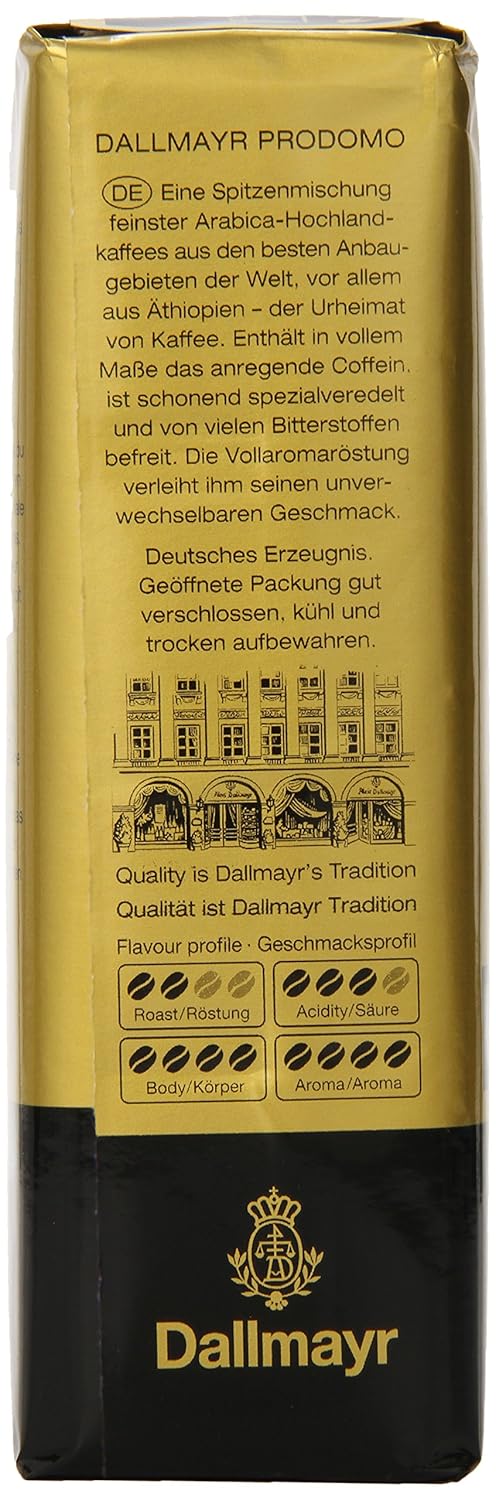 DALLMAYR PRODOMO
DE Eine Spitzenmischung
feinster Arabica-Hochland-
kaffees aus den besten Anbau-
gebieten der Welt, vor allem
aus Äthiopien – der Urheimat
von Kaffee. Enthält in vollem
Maße das anregende Coffein,
ist schonend spezialveredelt
und von vielen Bitterstoffen
befreit. Die Vollaromaröstung
verleiht ihm seinen unver-
wechselbaren Geschmack.
Deutsches Erzeugnis.
Geöffnete Packung gut
verschlossen, kühl und
trocken aufbewahren.
Alois Dallmayr Alois Dallmayr
Quality is Dallmayr's Tradition
Qualität ist Dallmayr Tradition
Flavour profile · Geschmacksprofil
Roast/Röstung Acidity/Säure
Body/Körper Aroma/Aroma
Dallmayr